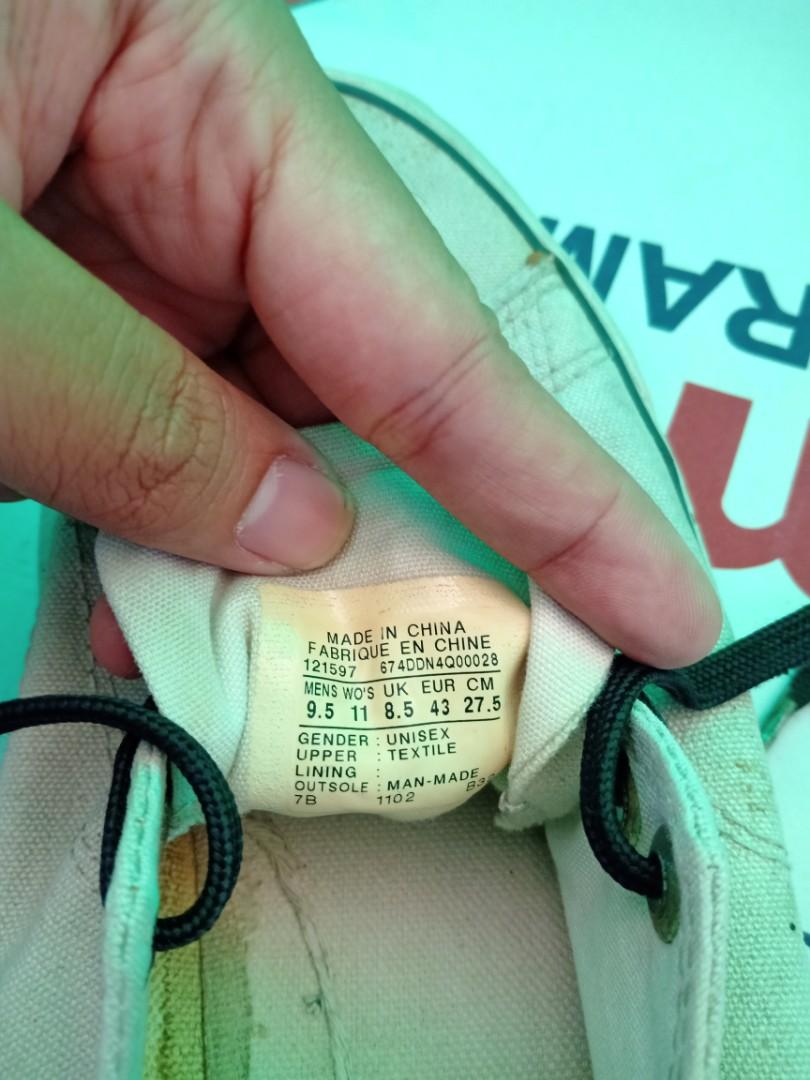 MADE IN CHINA
FABRIQUE EN CHINE
121597 674DDN4Q00028
MENS WO'S UK EUR CM
9.5 11 8.5 43 27.5
GENDER : UNISEX
UPPER : TEXTILE
LINING :
OUTSOLE : MAN-MADE
7B 1102
RAM